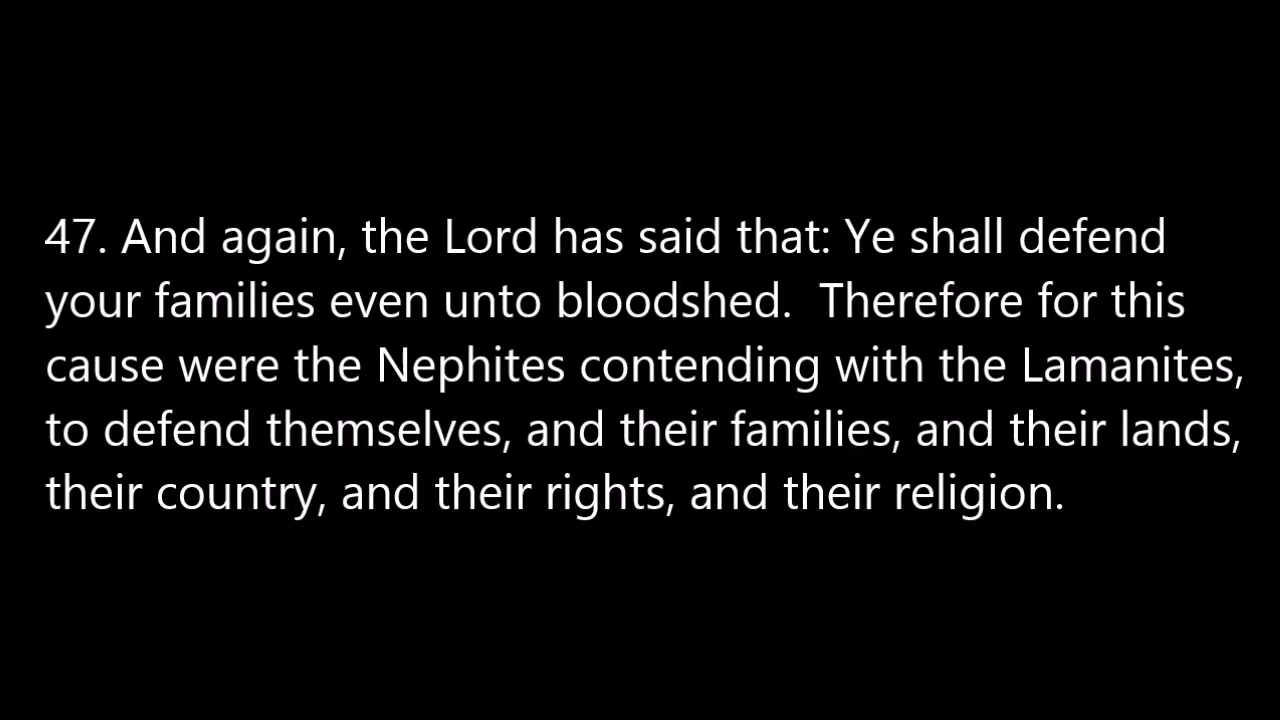 47. And again, the Lord has said that: Ye shall defend
your families even unto bloodshed.  Therefore for this
cause were the Nephites contending with the Lamanites,
to defend themselves, and their families, and their lands,
their country, and their rights, and their religion.